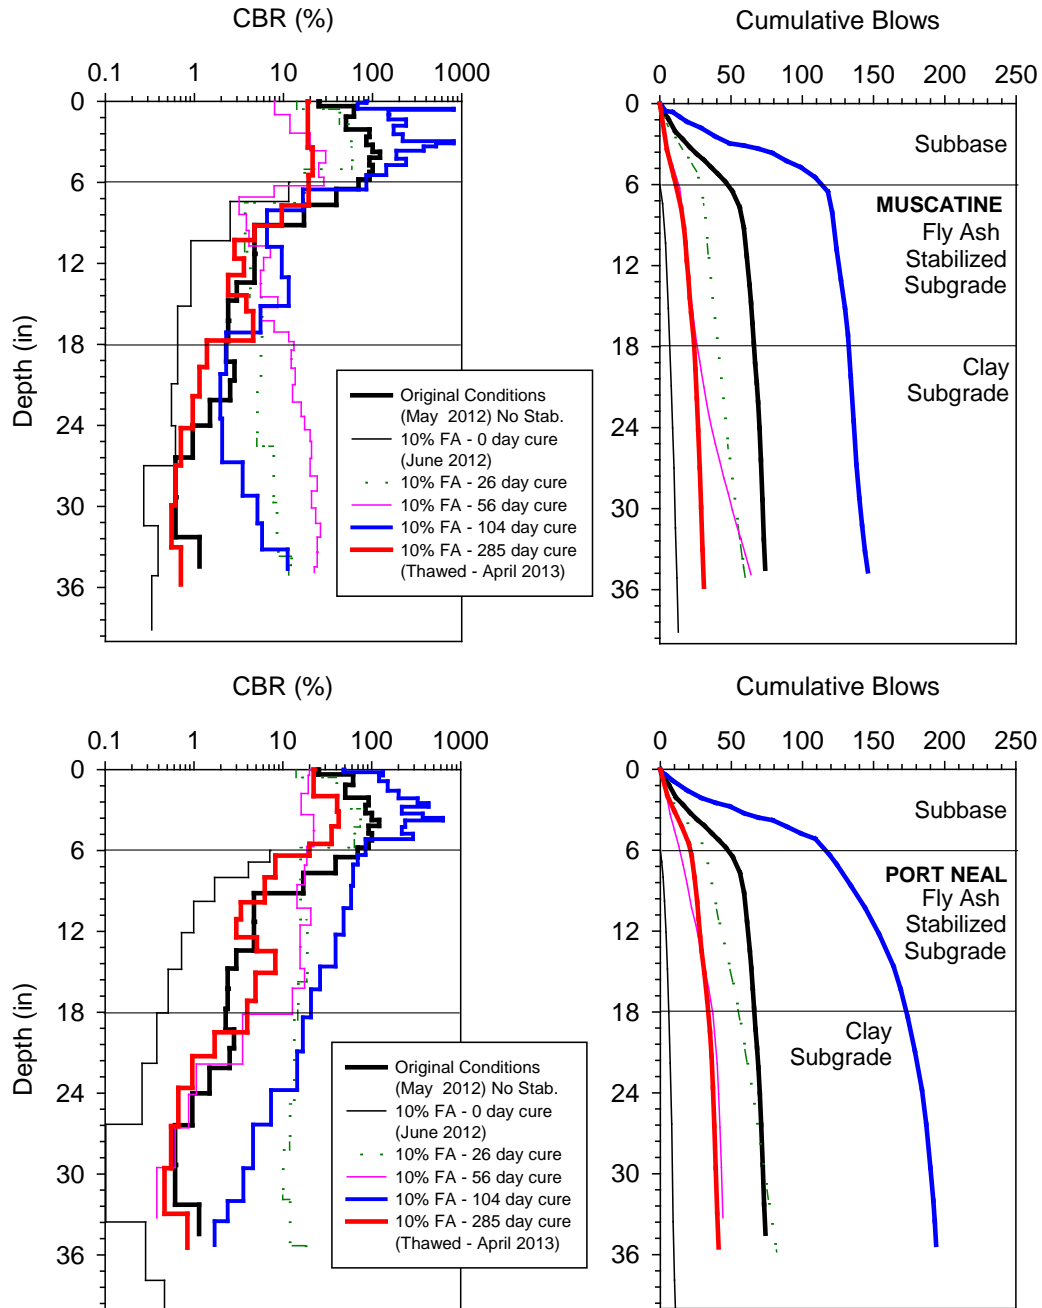 CBR (%)
Cumulative Blows
0.1 1 10 100 1000
0 50 100 150 200 250
0
6
12
18
24
30
36
Depth (in)
0
6
12
18
24
30
36
Subbase
MUSCATINE
Fly Ash
Stabilized
Subgrade
Clay
Subgrade
Original Conditions
(May 2012) No Stab.
10% FA - 0 day cure
(June 2012)
10% FA - 26 day cure
10% FA - 56 day cure
10% FA - 104 day cure
10% FA - 285 day cure
(Thawed - April 2013)
CBR (%)
Cumulative Blows
0.1 1 10 100 1000
0 50 100 150 200 250
0
6
12
18
24
30
36
Depth (in)
0
6
12
18
24
30
36
Subbase
PORT NEAL
Fly Ash
Stabilized
Subgrade
Clay
Subgrade
Original Conditions
(May 2012) No Stab.
10% FA - 0 day cure
(June 2012)
10% FA - 26 day cure
10% FA - 56 day cure
10% FA - 104 day cure
10% FA - 285 day cure
(Thawed - April 2013)